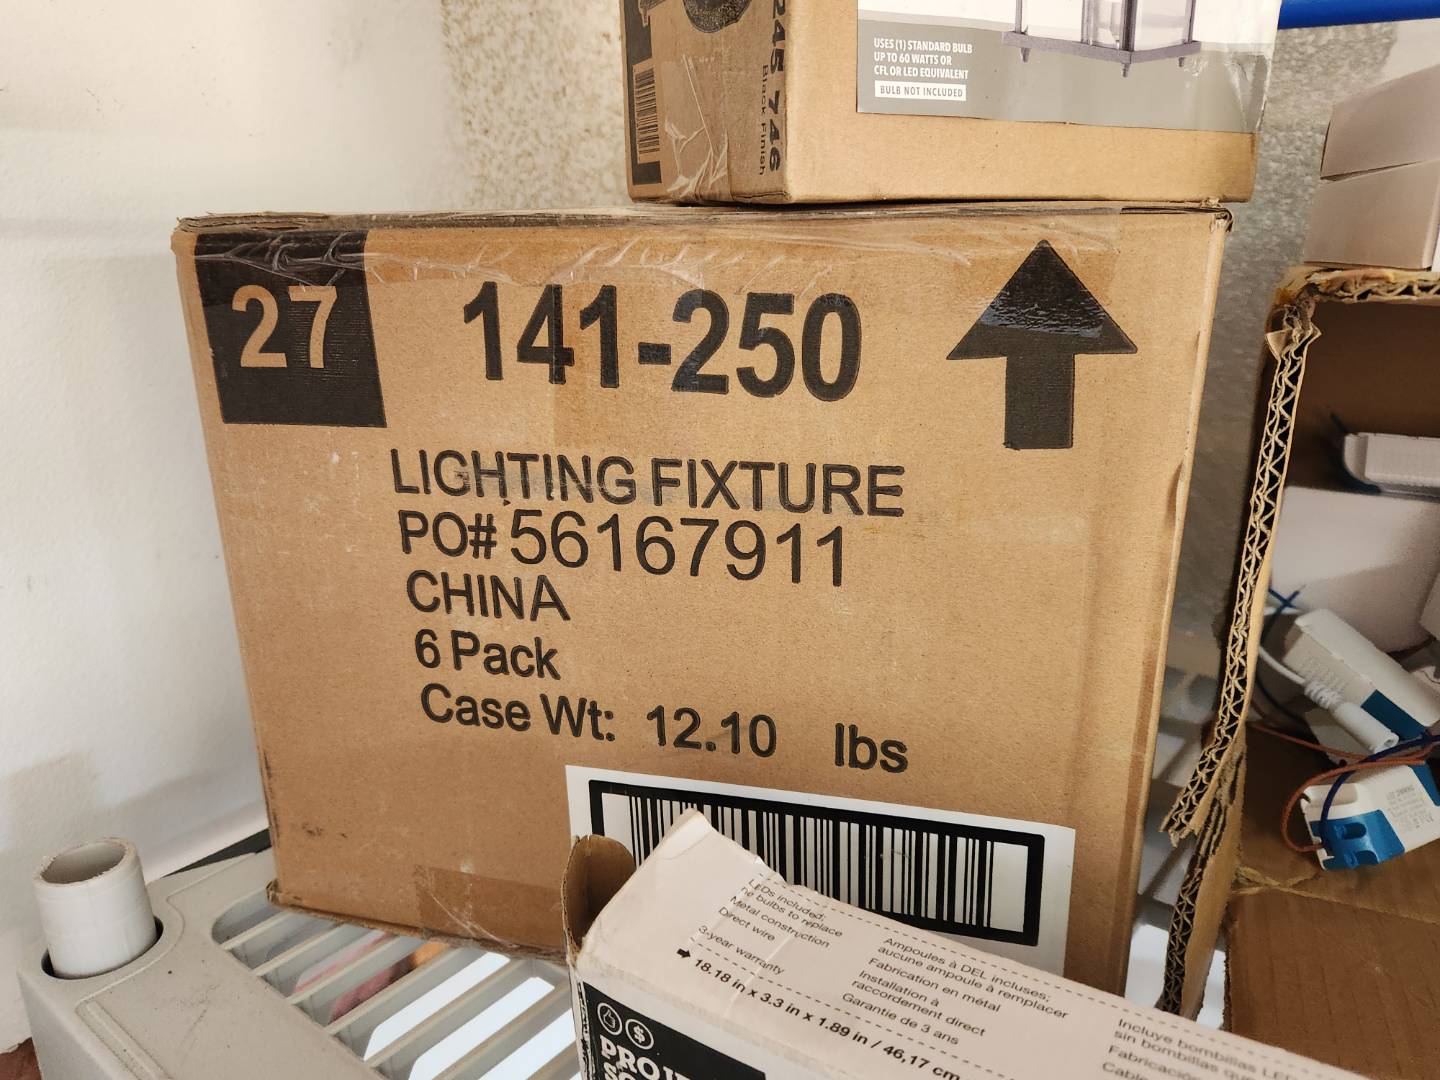 245 746
Black Finish
USES (1) STANDARD BULB
UP TO 60 WATTS OR
CFL OR LED EQUIVALENT
BULB NOT INCLUDED
27
141-250
LIGHTING FIXTURE
PO# 56167911
CHINA
6 Pack
Case Wt: 12.10 lbs
LEDs included;
bulbs to replace
Metal construction
Direct wire
3-year warranty
18.18 in x 3.3 in x 1.89 in / 46,17 cm
Ampoules à DEL incluses;
aucune ampoule à remplacer
Fabrication en métal
Installation à
raccordement direct
Garantie de 3 ans
Incluye bombillas LED
sin bombillas
Fabricación
$